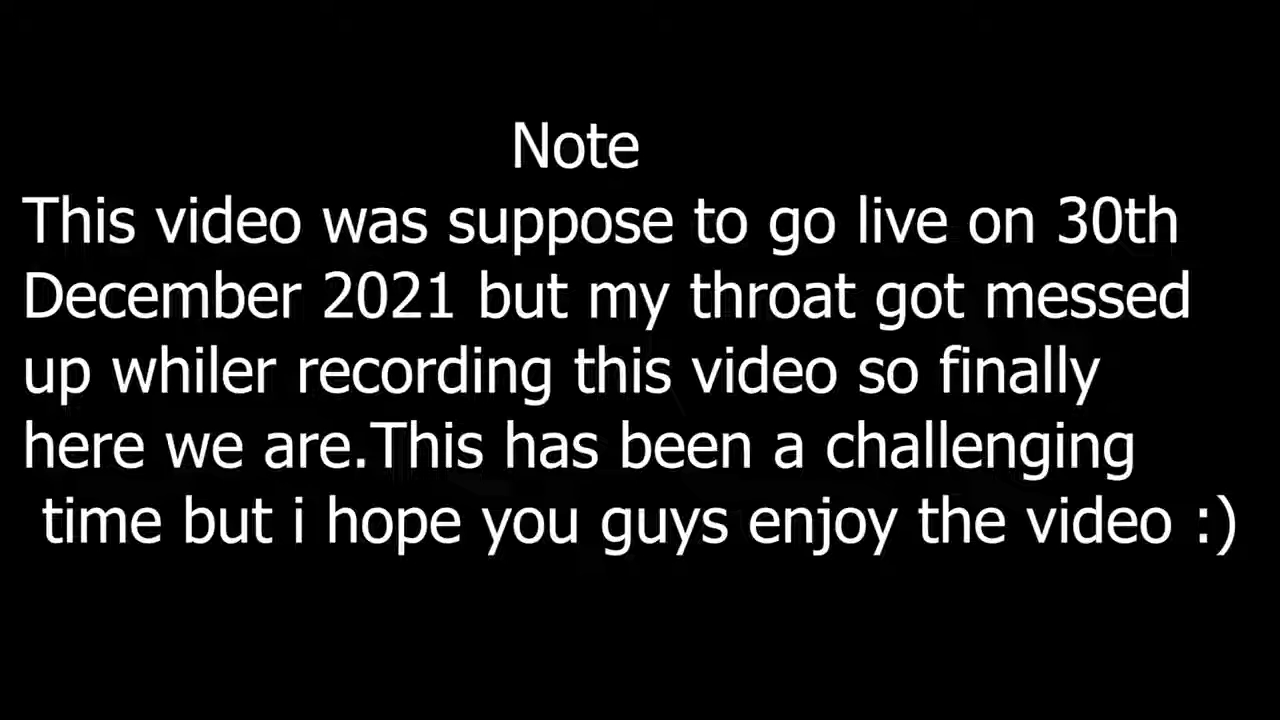 Note
This video was suppose to go live on 30th
December 2021 but my throat got messed
up whiler recording this video so finally
here we are.This has been a challenging
time but i hope you guys enjoy the video :)